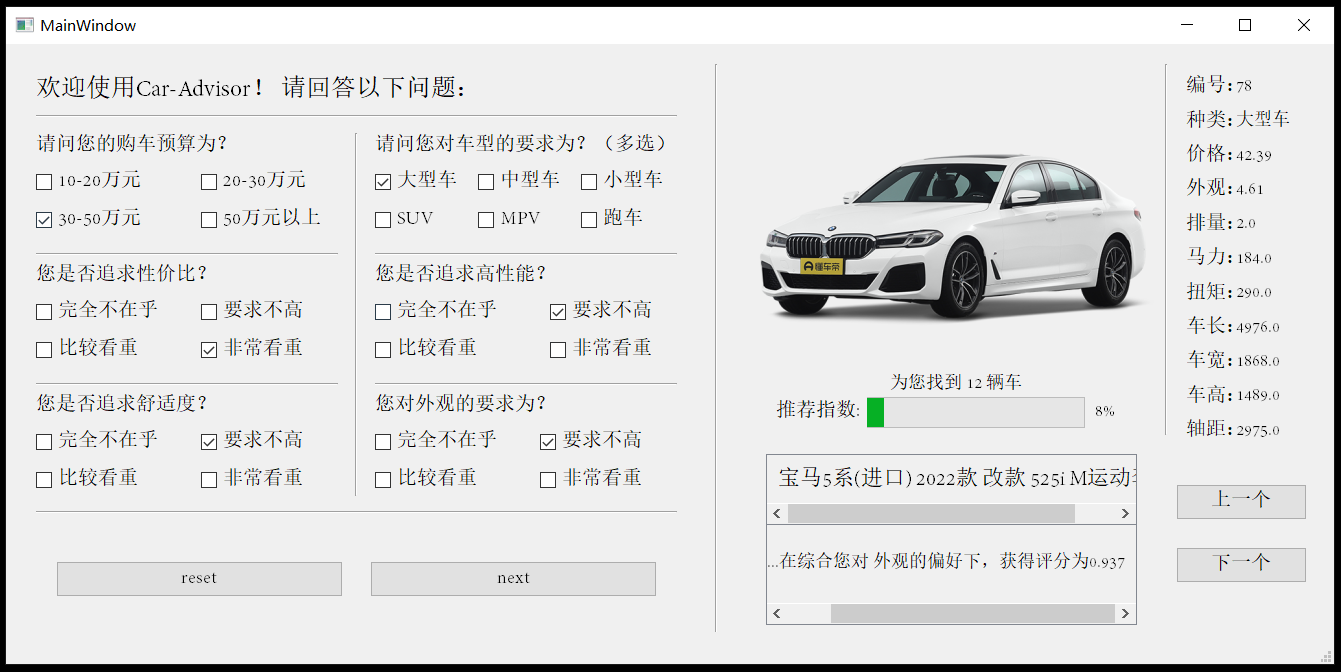 MainWindow
欢迎使用Car-Advisor！ 请回答以下问题：
请问您的购车预算为？
10-20万元 20-30万元
30-50万元 50万元以上
请问您对车型的要求为？（多选）
大型车 中型车 小型车
SUV MPV 跑车
您是否追求性价比？
完全不在乎 要求不高
比较看重 非常看重
您是否追求高性能？
完全不在乎 要求不高
比较看重 非常看重
您是否追求舒适度？
完全不在乎 要求不高
比较看重 非常看重
您对外观的要求为？
完全不在乎 要求不高
比较看重 非常看重
reset next
懂车帝
为您找到 12 辆车
推荐指数: 8%
宝马5系(进口) 2022款 改款 525i M运动
...在综合您对 外观的偏好下，获得评分为0.937
编号: 78
种类: 大型车
价格: 42.39
外观: 4.61
排量: 2.0
马力: 184.0
扭矩: 290.0
车长: 4976.0
车宽: 1868.0
车高: 1489.0
轴距: 2975.0
上一个
下一个